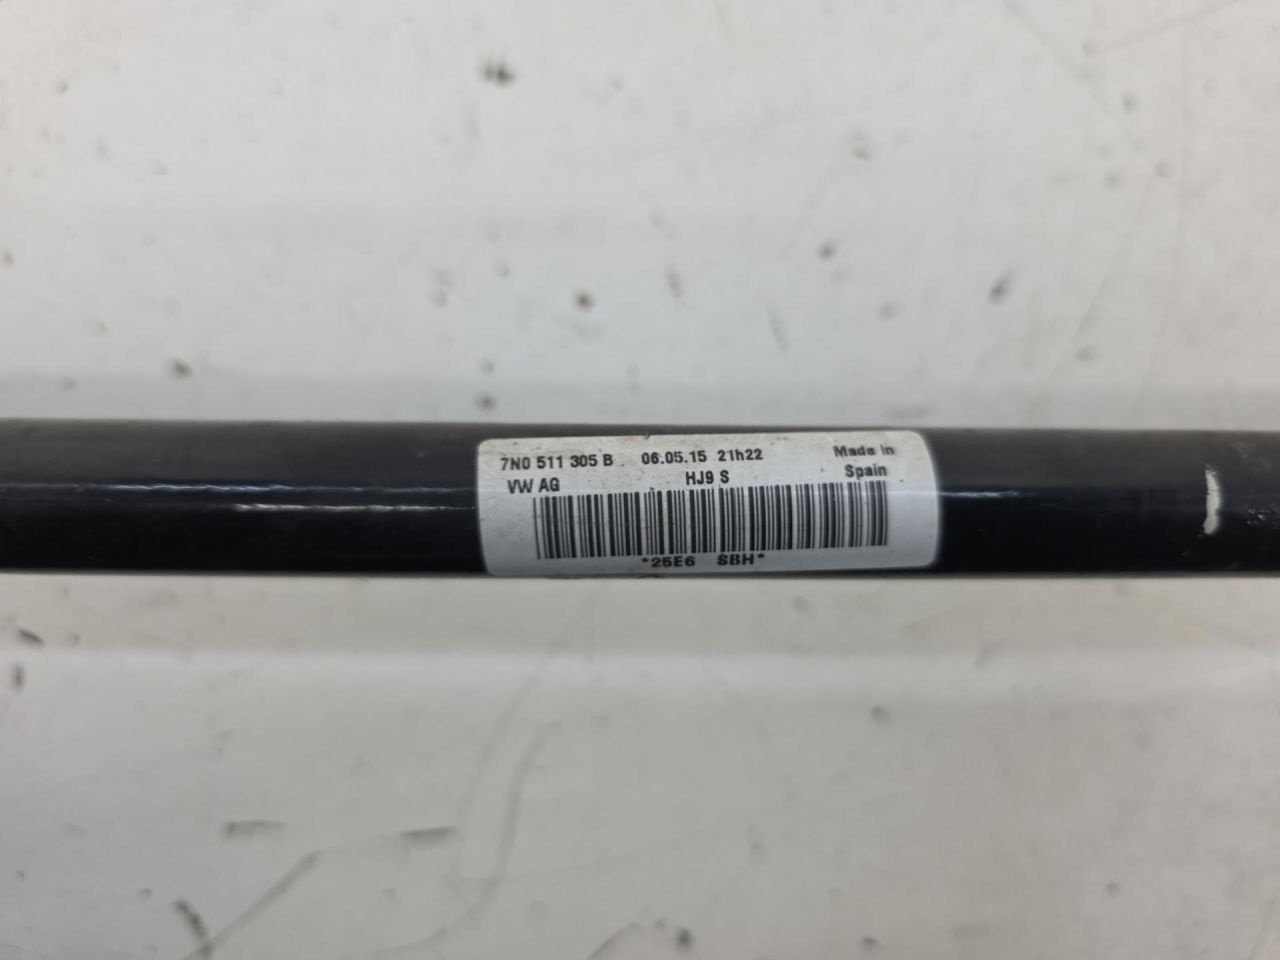 7N0 511 305 B 06.05.15 21h22 Made in
VW AG HJ9 S Spain
*25E6 SBH*